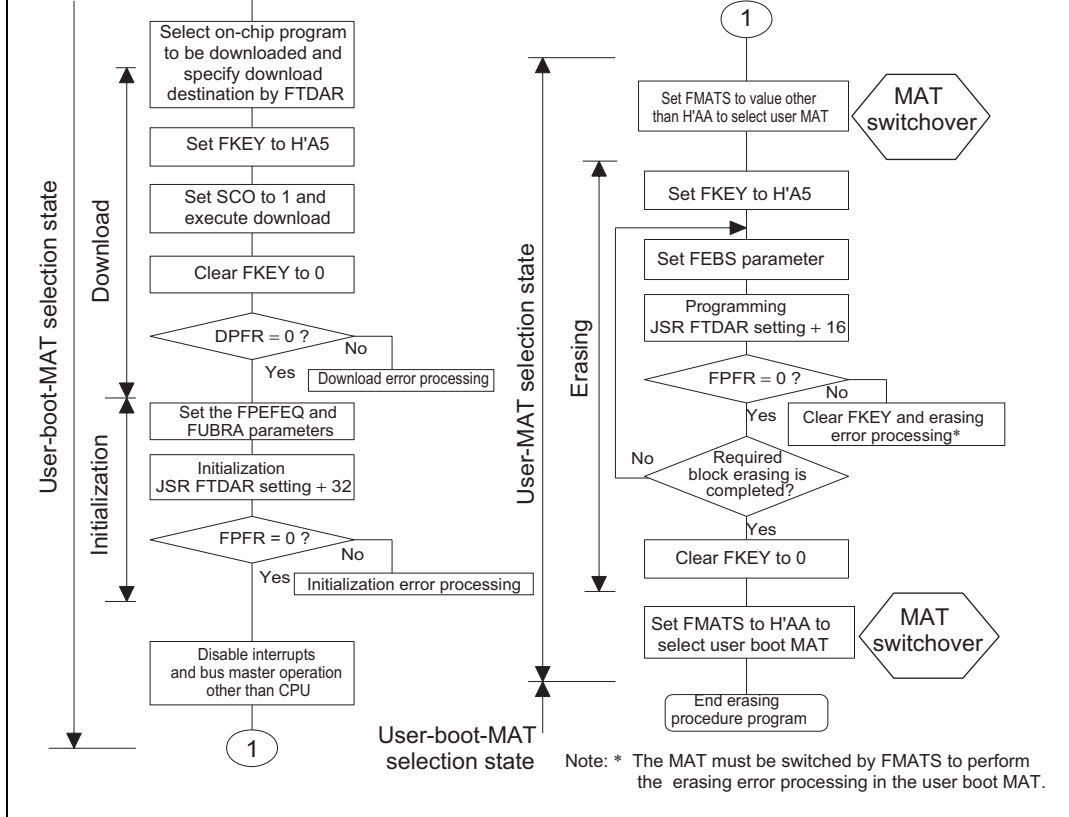 Select on-chip program
to be downloaded and
specify download
destination by FTDAR
Set FKEY to H'A5
Set SCO to 1 and
execute download
Clear FKEY to 0
DPFR = 0 ?
No
Yes
Download error processing
Set the FPEFEQ and
FUBRA parameters
Initialization
JSR FTDAR setting + 32
FPFR = 0 ?
No
Yes
Initialization error processing
Disable interrupts
and bus master operation
other than CPU
1
User-boot-MAT selection state
Download
Initialization
1
Set FMATS to value other
than H'AA to select user MAT
MAT
switchover
Set FKEY to H'A5
Set FEBS parameter
Programming
JSR FTDAR setting + 16
FPFR = 0 ?
No
Yes
Clear FKEY and erasing
error processing*
No
Required
block erasing is
completed?
Yes
Clear FKEY to 0
Set FMATS to H'AA to
select user boot MAT
MAT
switchover
End erasing
procedure program
User-MAT selection state
Erasing
User-boot-MAT
selection state
Note: * The MAT must be switched by FMATS to perform
the erasing error processing in the user boot MAT.